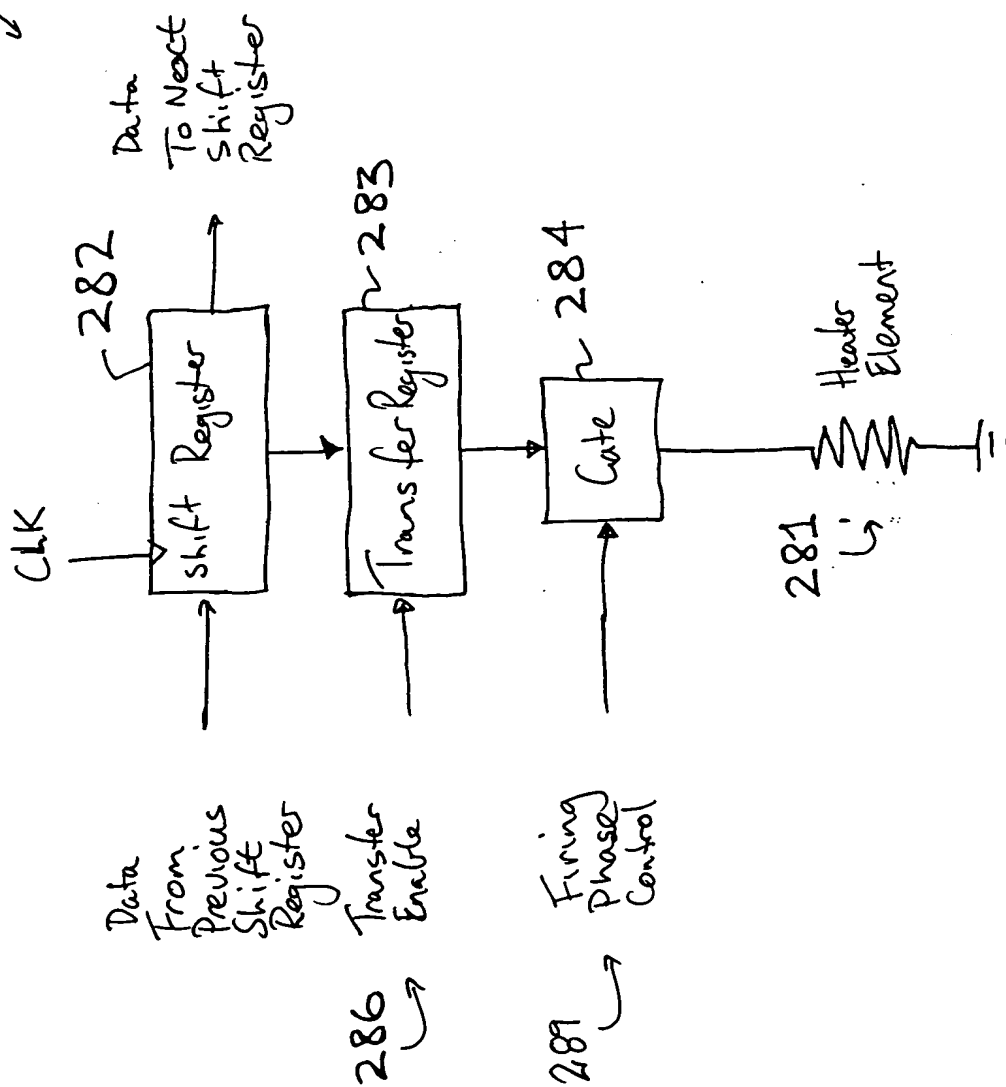 CLK
282
Data
To Next
Shift
Register
Data
From
Previous
Shift
Register
Shift Register
283
286
Transfer
Enable
Transfer Register
284
289
Firing
Phase
Control
Gate
281
Heater
Element